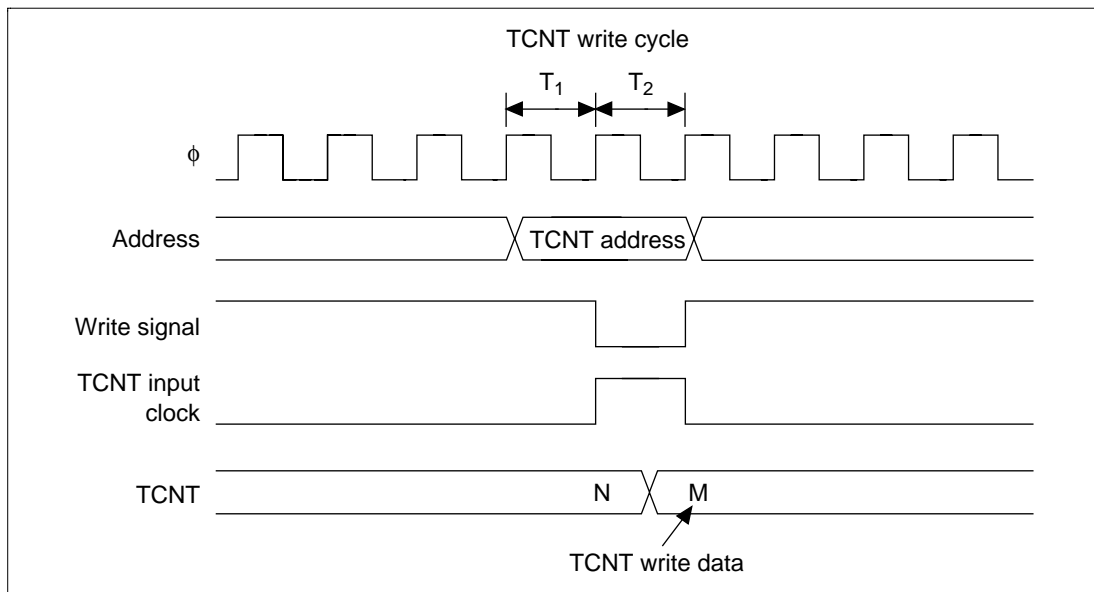 TCNT write cycle
T1 T2
ϕ
Address
TCNT address
Write signal
TCNT input
clock
TCNT
N M
TCNT write data